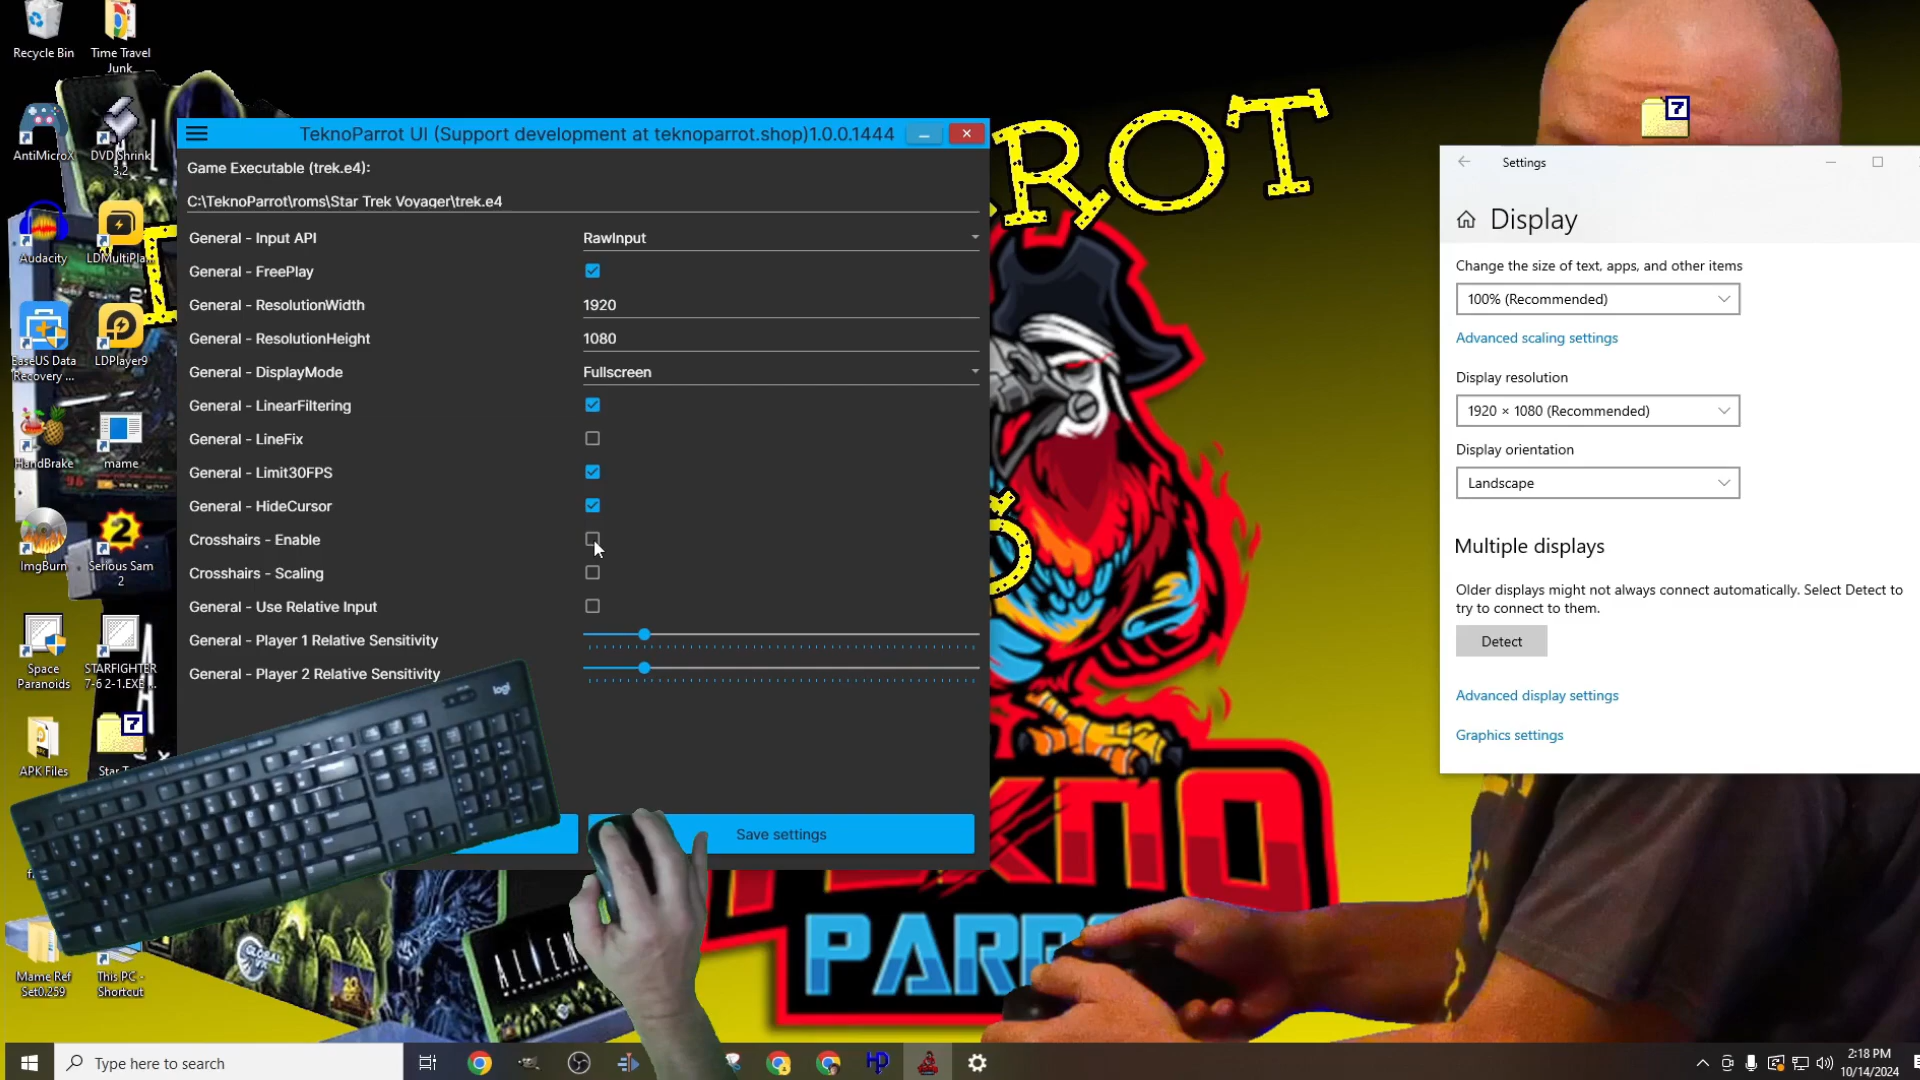 Recycle Bin
Time Travel
Junk
AntiMicroX
DVD Shrink
3.2
Audacity
LDMultiPla...
EaseUS Data
Recovery ...
LDPlayer9
HandBrake
mame
ImgBurn
Serious Sam
2
Space
Paranoids
STARFIGHTER
7-6 2-1.EXE ...
APK Files
Mame Ref
Set0.259
This PC -
Shortcut
TeknoParrot UI (Support development at teknoparrot.shop)1.0.0.1444
Game Executable (trek.e4):
C:\TeknoParrot\roms\Star Trek Voyager\trek.e4
General - Input API
RawInput
General - FreePlay
General - ResolutionWidth
1920
General - ResolutionHeight
1080
General - DisplayMode
Fullscreen
General - LinearFiltering
General - LineFix
General - Limit30FPS
General - HideCursor
Crosshairs - Enable
Crosshairs - Scaling
General - Use Relative Input
General - Player 1 Relative Sensitivity
General - Player 2 Relative Sensitivity
Save settings
logi
ROT
7
Settings
Display
Change the size of text, apps, and other items
100% (Recommended)
Advanced scaling settings
Display resolution
1920 × 1080 (Recommended)
Display orientation
Landscape
Multiple displays
Older displays might not always connect automatically. Select Detect to
try to connect to them.
Detect
Advanced display settings
Graphics settings
GLOBAL
VR
ALIEN
PARR
Type here to search
2:18 PM
10/14/2024